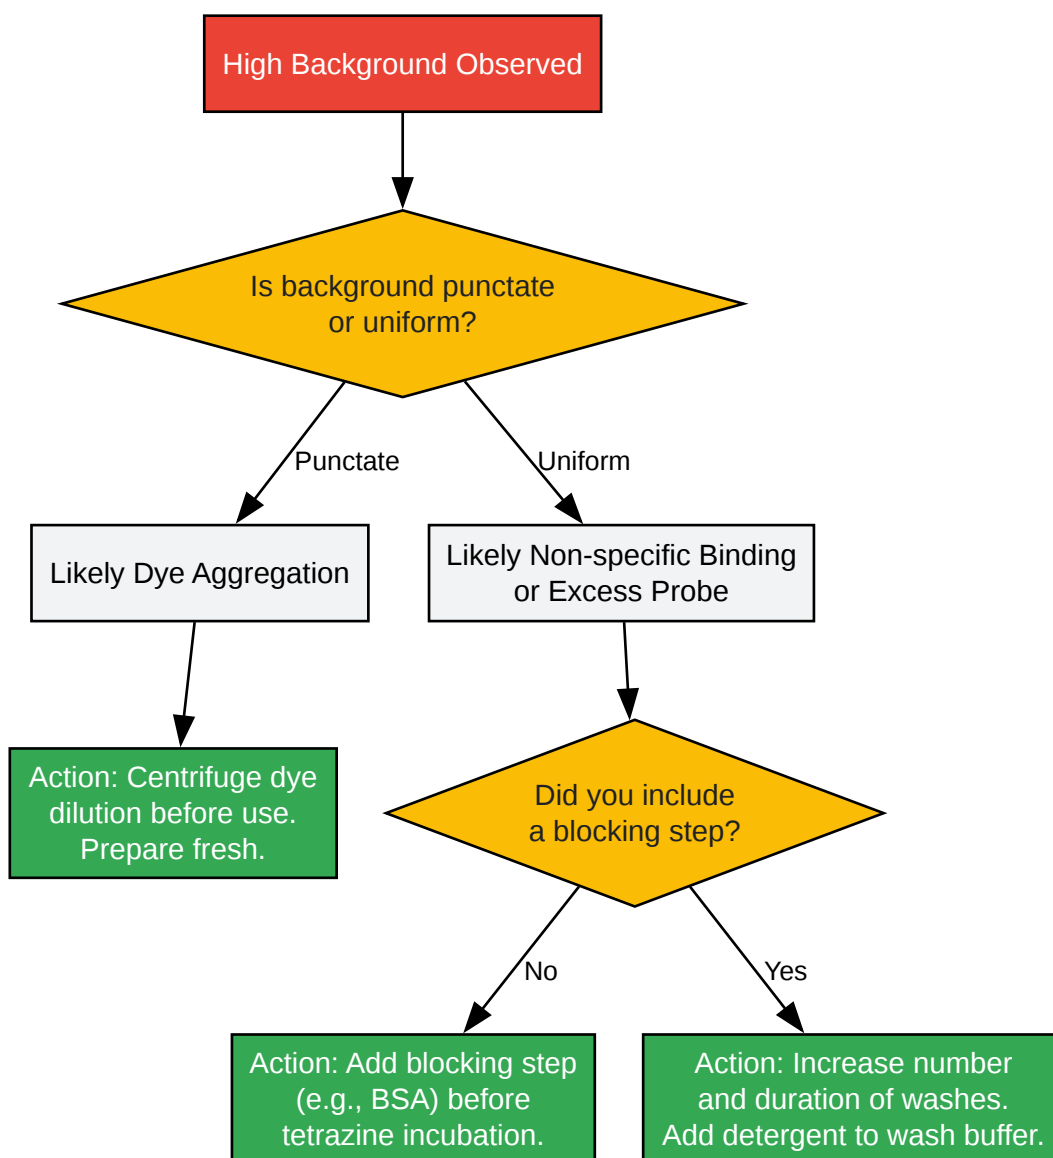 High Background Observed
Is background punctate
or uniform?
Punctate
Uniform
Likely Dye Aggregation
Likely Non-specific Binding
or Excess Probe
Action: Centrifuge dye
dilution before use.
Prepare fresh.
Did you include
a blocking step?
No
Yes
Action: Add blocking step
(e.g., BSA) before
tetrazine incubation.
Action: Increase number
and duration of washes.
Add detergent to wash buffer.